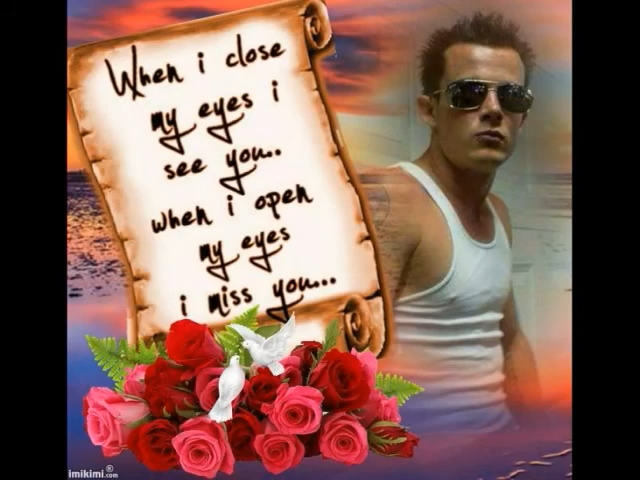 When i close
my eyes i
see you..
when i open
my eyes
i miss you...
imikimi.com®